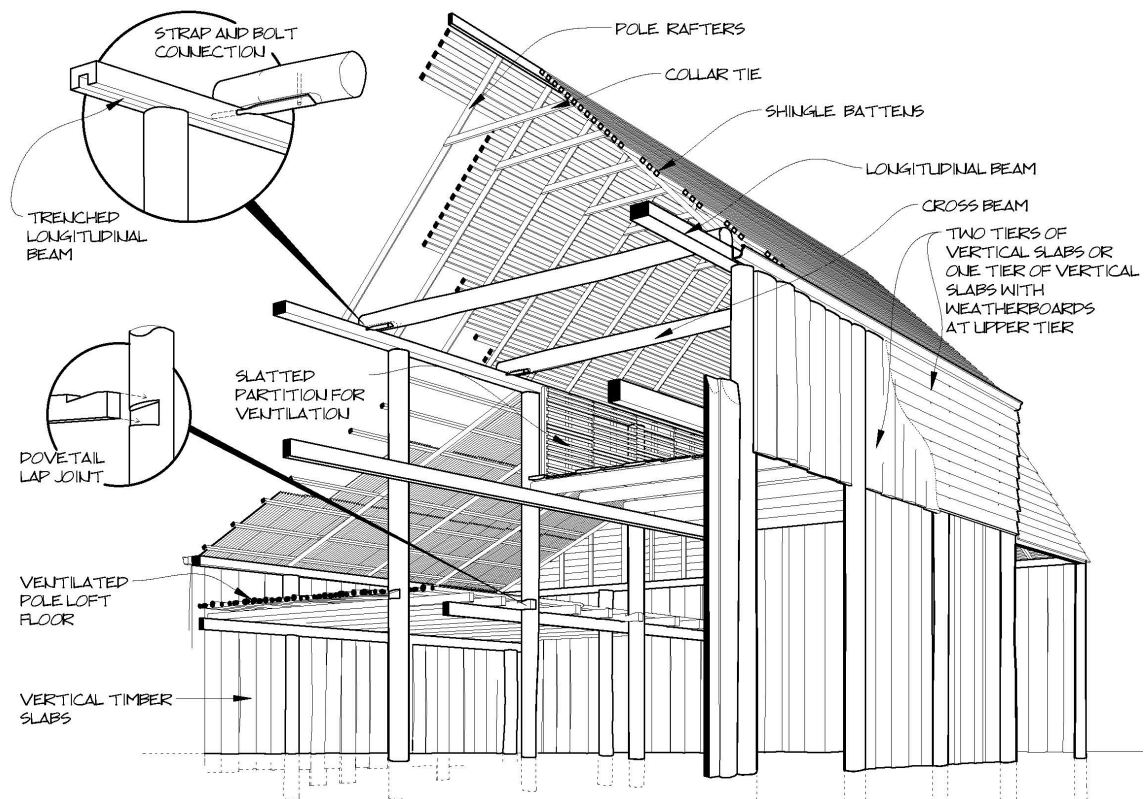 STRAP AND BOLT
CONNECTION
POLE RAFTERS
COLLAR TIE
SHINGLE BATTENS
LONGITUDINAL BEAM
CROSS BEAM
TWO TIERS OF
VERTICAL SLABS OR
ONE TIER OF VERTICAL
SLABS WITH
WEATHERBOARDS
AT UPPER TIER
TRENCHED
LONGITUDINAL
BEAM
SLATTED
PARTITION FOR
VENTILATION
DOVETAIL
LAP JOINT
VENTILATED
POLE LOFT
FLOOR
VERTICAL TIMBER
SLABS